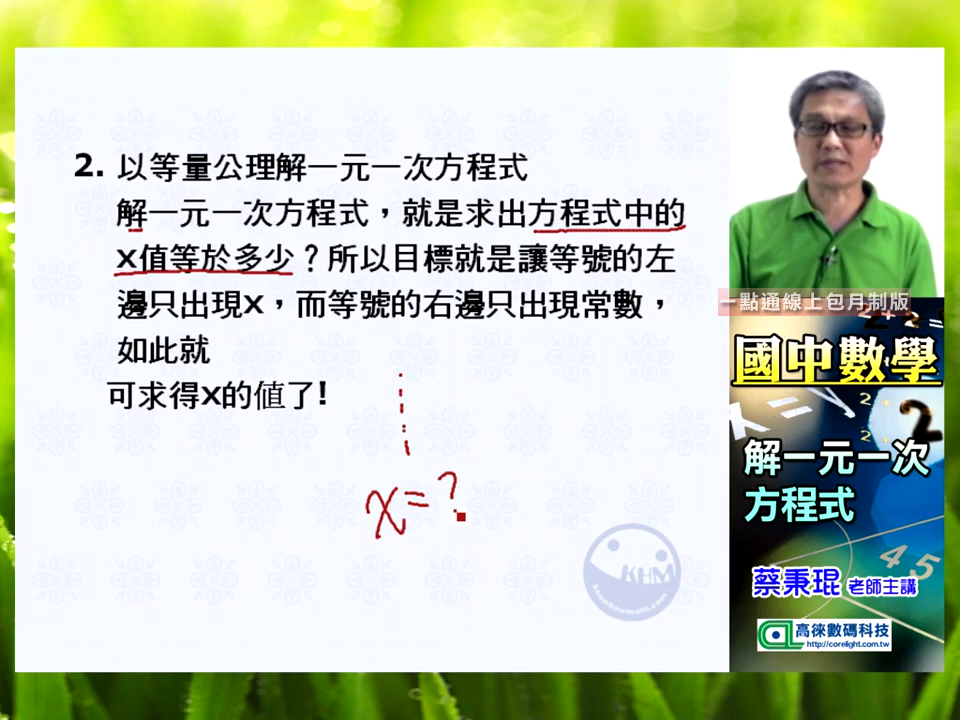 2. 以等量公理解一元一次方程式
解一元一次方程式，就是求出方程式中的
x值等於多少？所以目標就是讓等號的左
邊只出現x，而等號的右邊只出現常數，
如此就
可求得x的值了!
x=?
KHM
knowhowmath.com
一點通線上包月制版
國中數學
解一元一次
方程式
蔡秉琨 老師主講
高徠數碼科技
http://corelight.com.tw